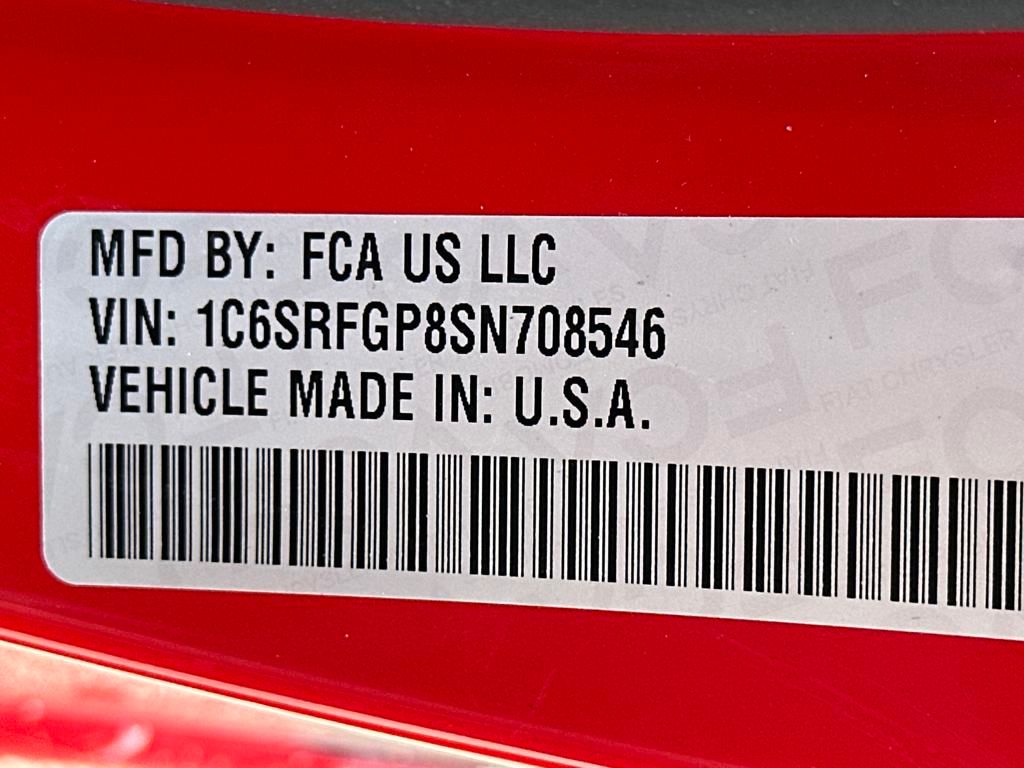 MFD BY: FCA US LLC
VIN: 1C6SRFGP8SN708546
VEHICLE MADE IN: U.S.A.